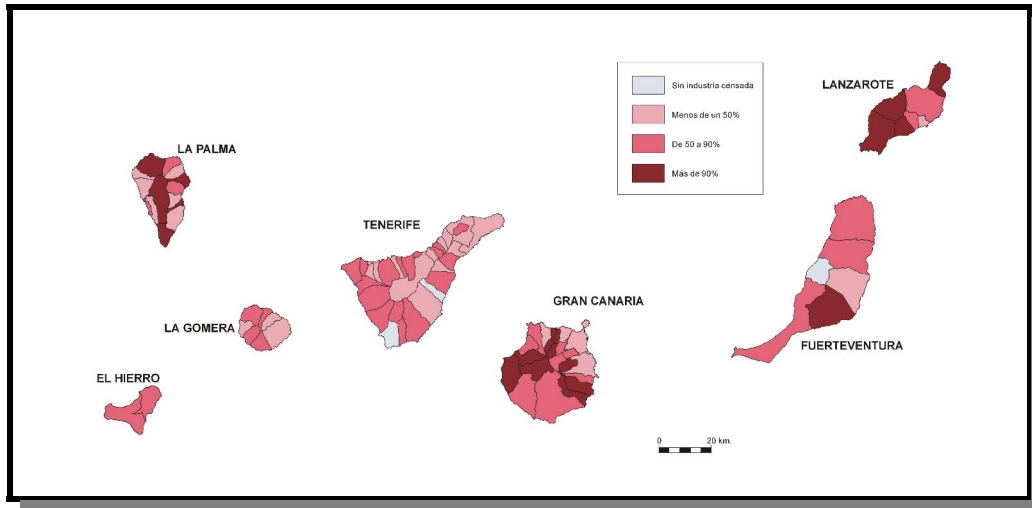 LANZAROTE
Sin industria censada
Menos de un 50%
De 50 a 90%
Más de 90%
LA PALMA
TENERIFE
GRAN CANARIA
LA GOMERA
FUERTEVENTURA
EL HIERRO
0 20 km.